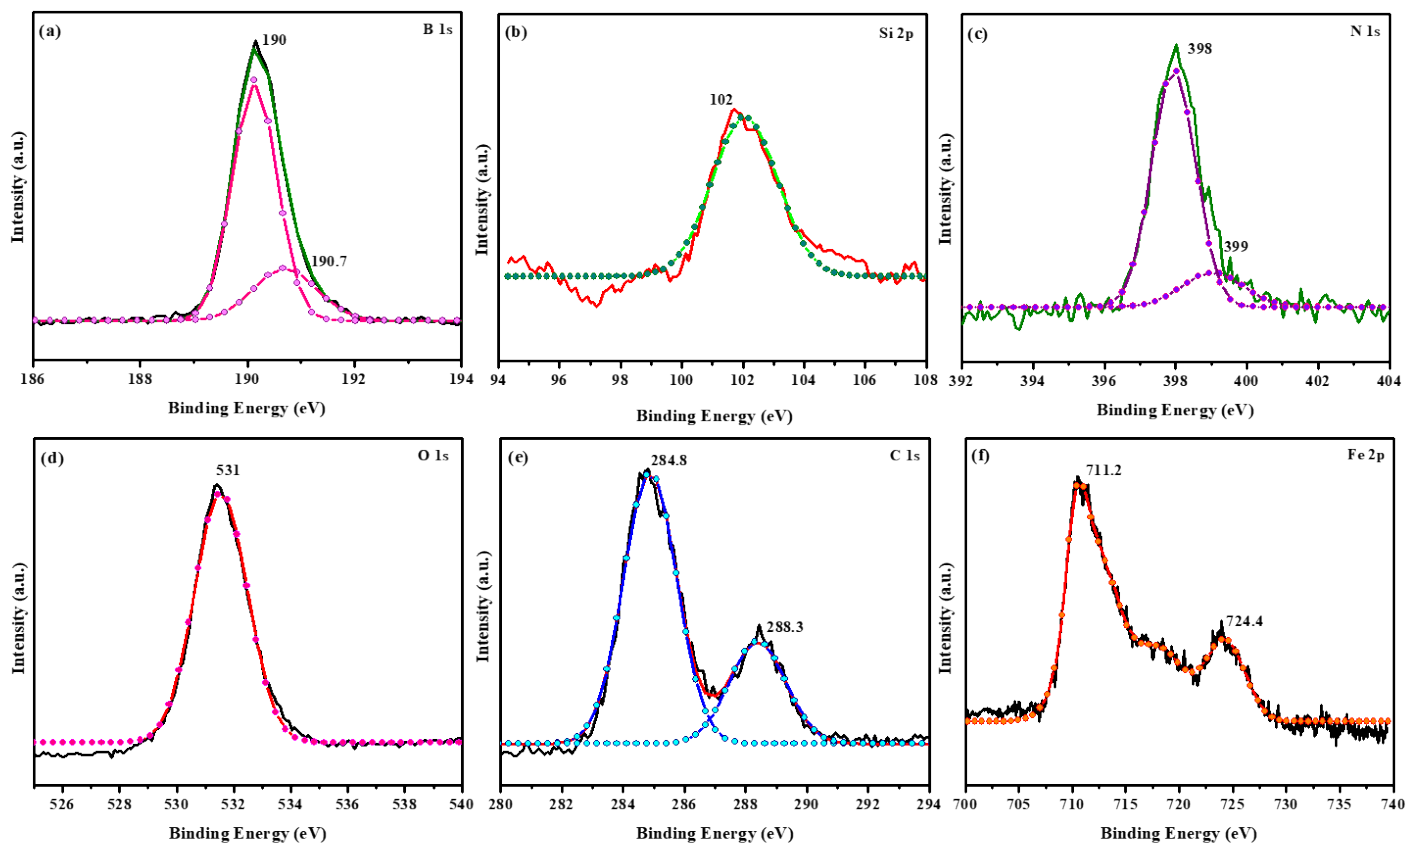 (a)
B 1s
190
190.7
Intensity (a.u.)
186 188 190 192 194
Binding Energy (eV)
(b)
Si 2p
102
Intensity (a.u.)
94 96 98 100 102 104 106 108
Binding Energy (eV)
(c)
N 1s
398
399
Intensity (a.u.)
392 394 396 398 400 402 404
Binding Energy (eV)
(d)
O 1s
531
Intensity (a.u.)
526 528 530 532 534 536 538 540
Binding Energy (eV)
(e)
C 1s
284.8
288.3
Intensity (a.u.)
280 282 284 286 288 290 292 294
Binding Energy (eV)
(f)
Fe 2p
711.2
724.4
Intensity (a.u.)
700 705 710 715 720 725 730 735 740
Binding Energy (eV)